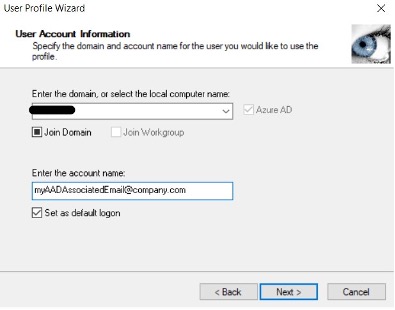 User Profile Wizard
User Account Information
Specify the domain and account name for the user you would like to use the
profile.
Enter the domain, or select the local computer name:
Azure AD
Join Domain
Join Workgroup
Enter the account name:
myAADAssociatedEmail@company.com
Set as default logon
< Back
Next >
Cancel